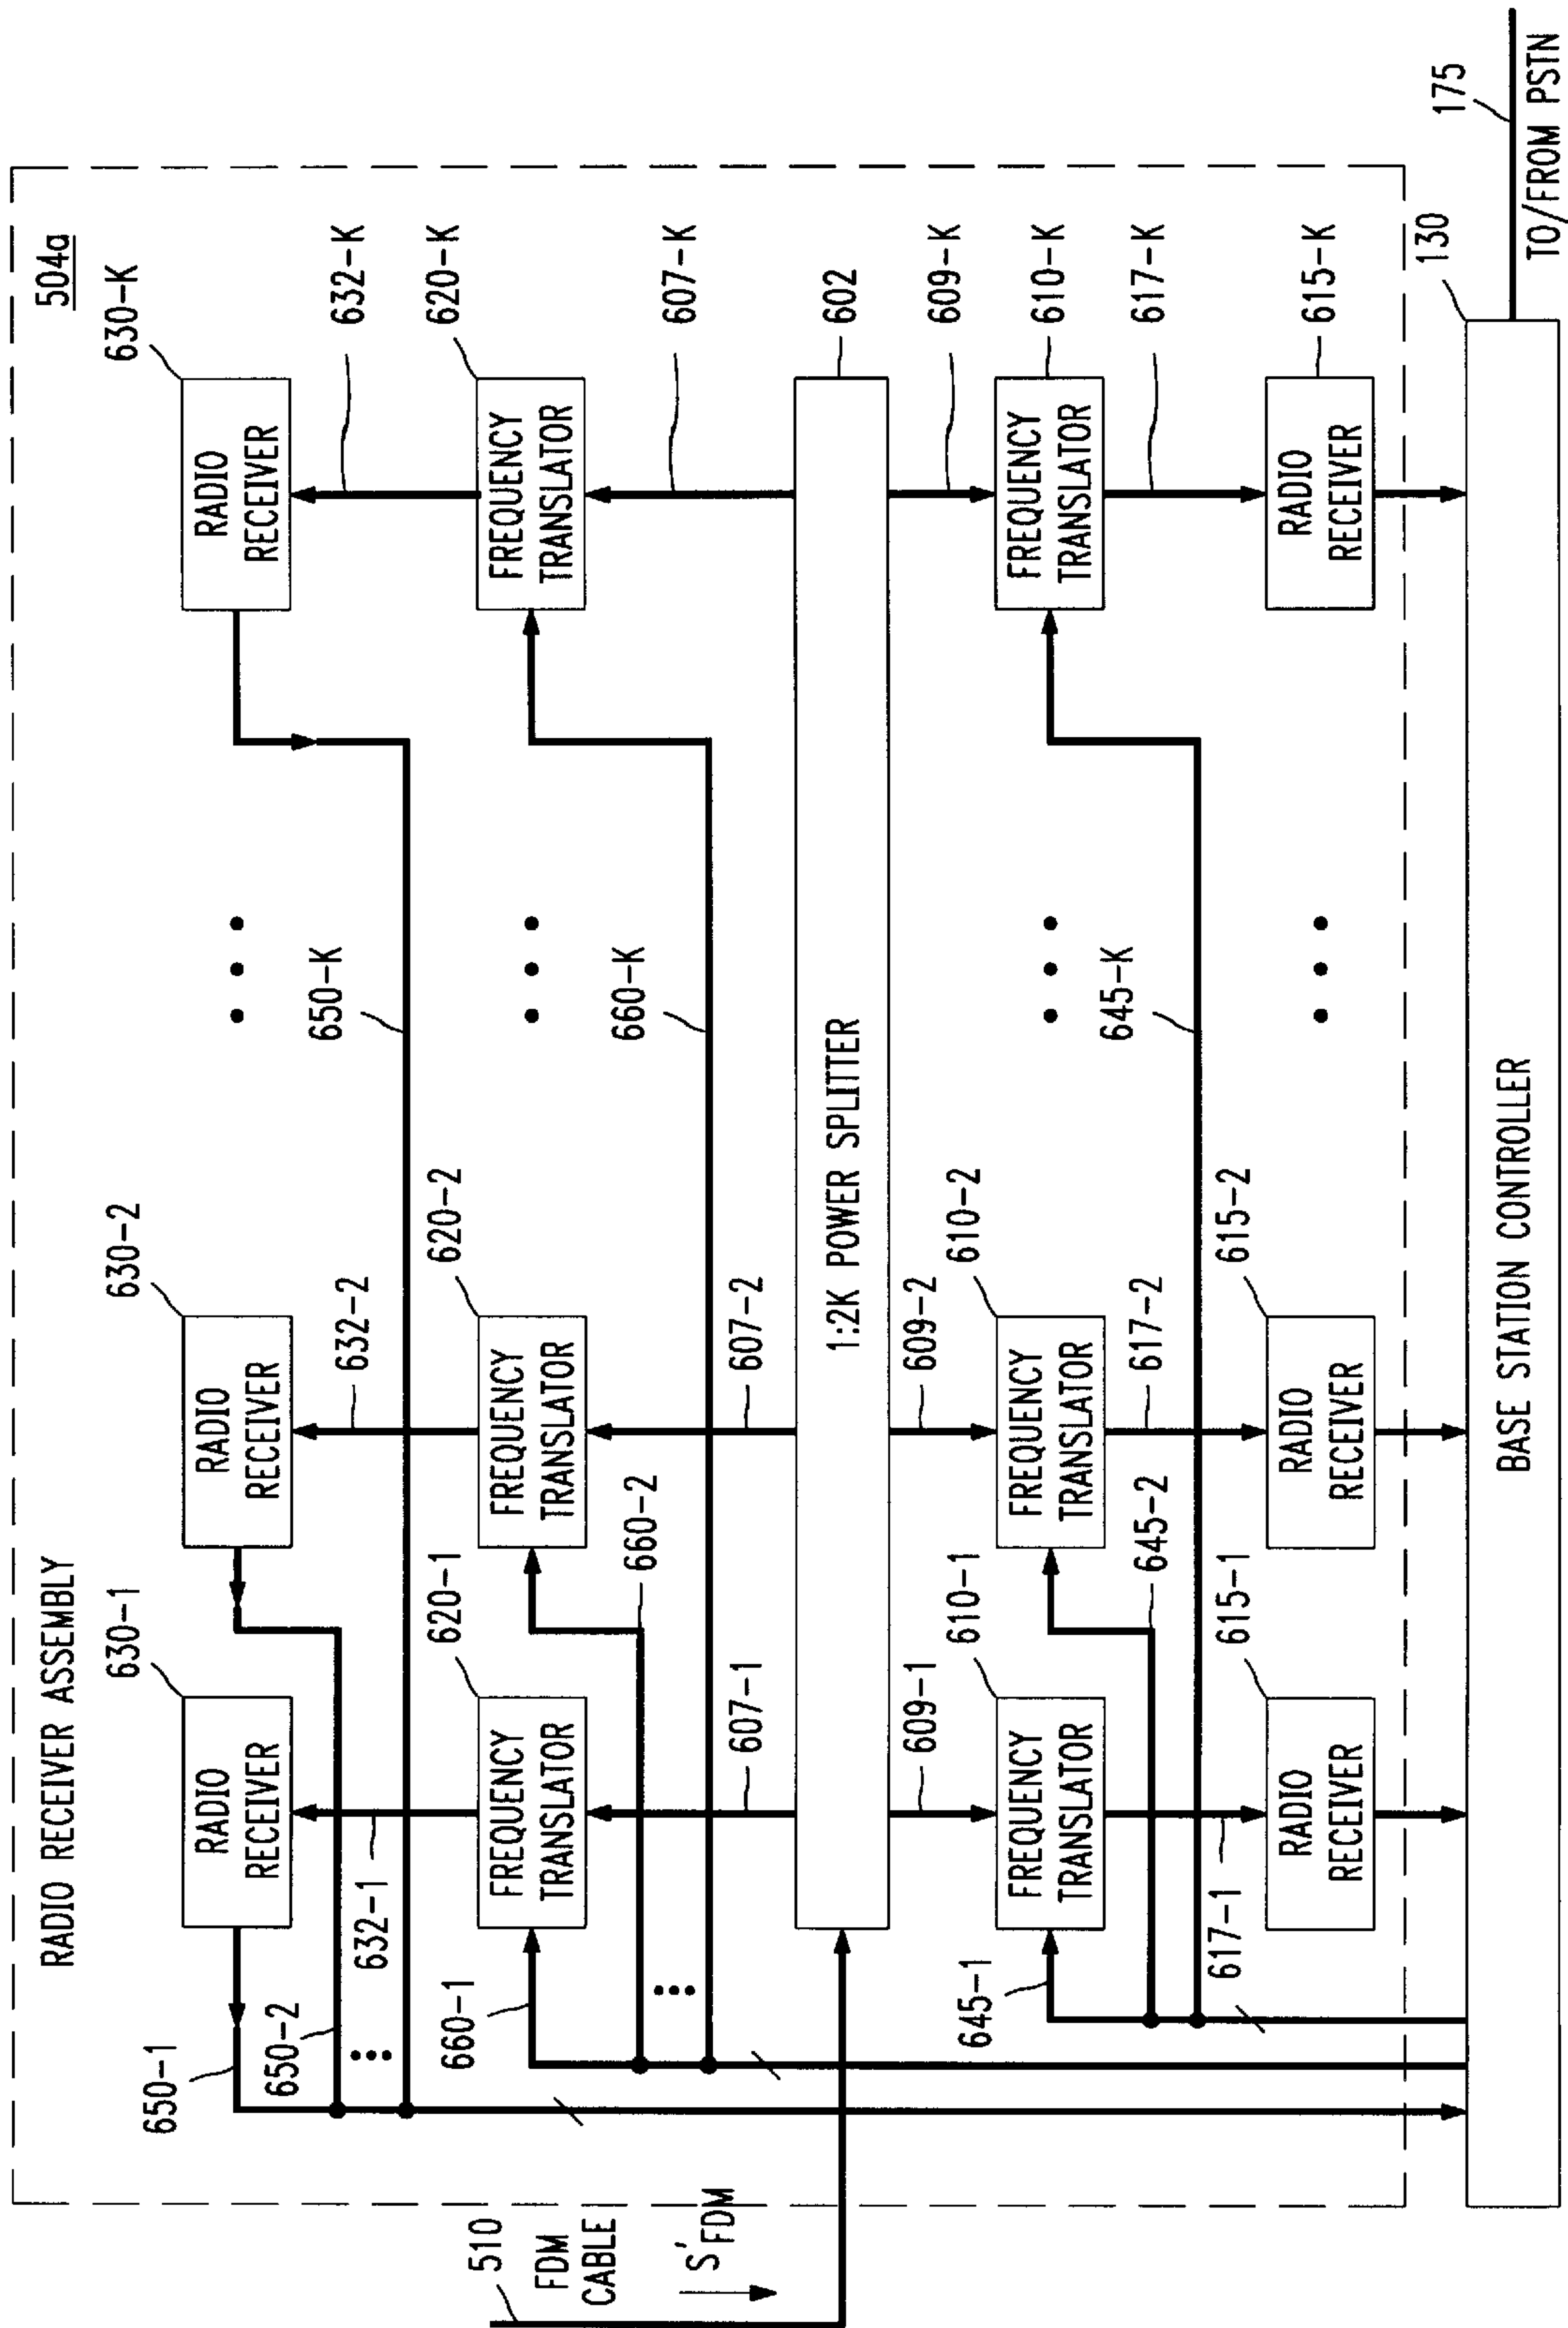 RADIO RECEIVER ASSEMBLY
504a
630-1
630-2
630-K
RADIO
RECEIVER
RADIO
RECEIVER
RADIO
RECEIVER
650-1
650-2
632-1
632-2
650-K
632-K
620-1
620-2
620-K
FREQUENCY
TRANSLATOR
FREQUENCY
TRANSLATOR
FREQUENCY
TRANSLATOR
510
FDM
CABLE
S'FDM
660-1
660-2
660-K
607-1
607-2
607-K
1:2K POWER SPLITTER
602
609-1
609-2
609-K
610-1
610-2
610-K
FREQUENCY
TRANSLATOR
FREQUENCY
TRANSLATOR
FREQUENCY
TRANSLATOR
645-1
645-2
645-K
617-1
617-2
617-K
615-1
615-2
615-K
RADIO
RECEIVER
RADIO
RECEIVER
RADIO
RECEIVER
130
175
BASE STATION CONTROLLER
TO/FROM PSTN